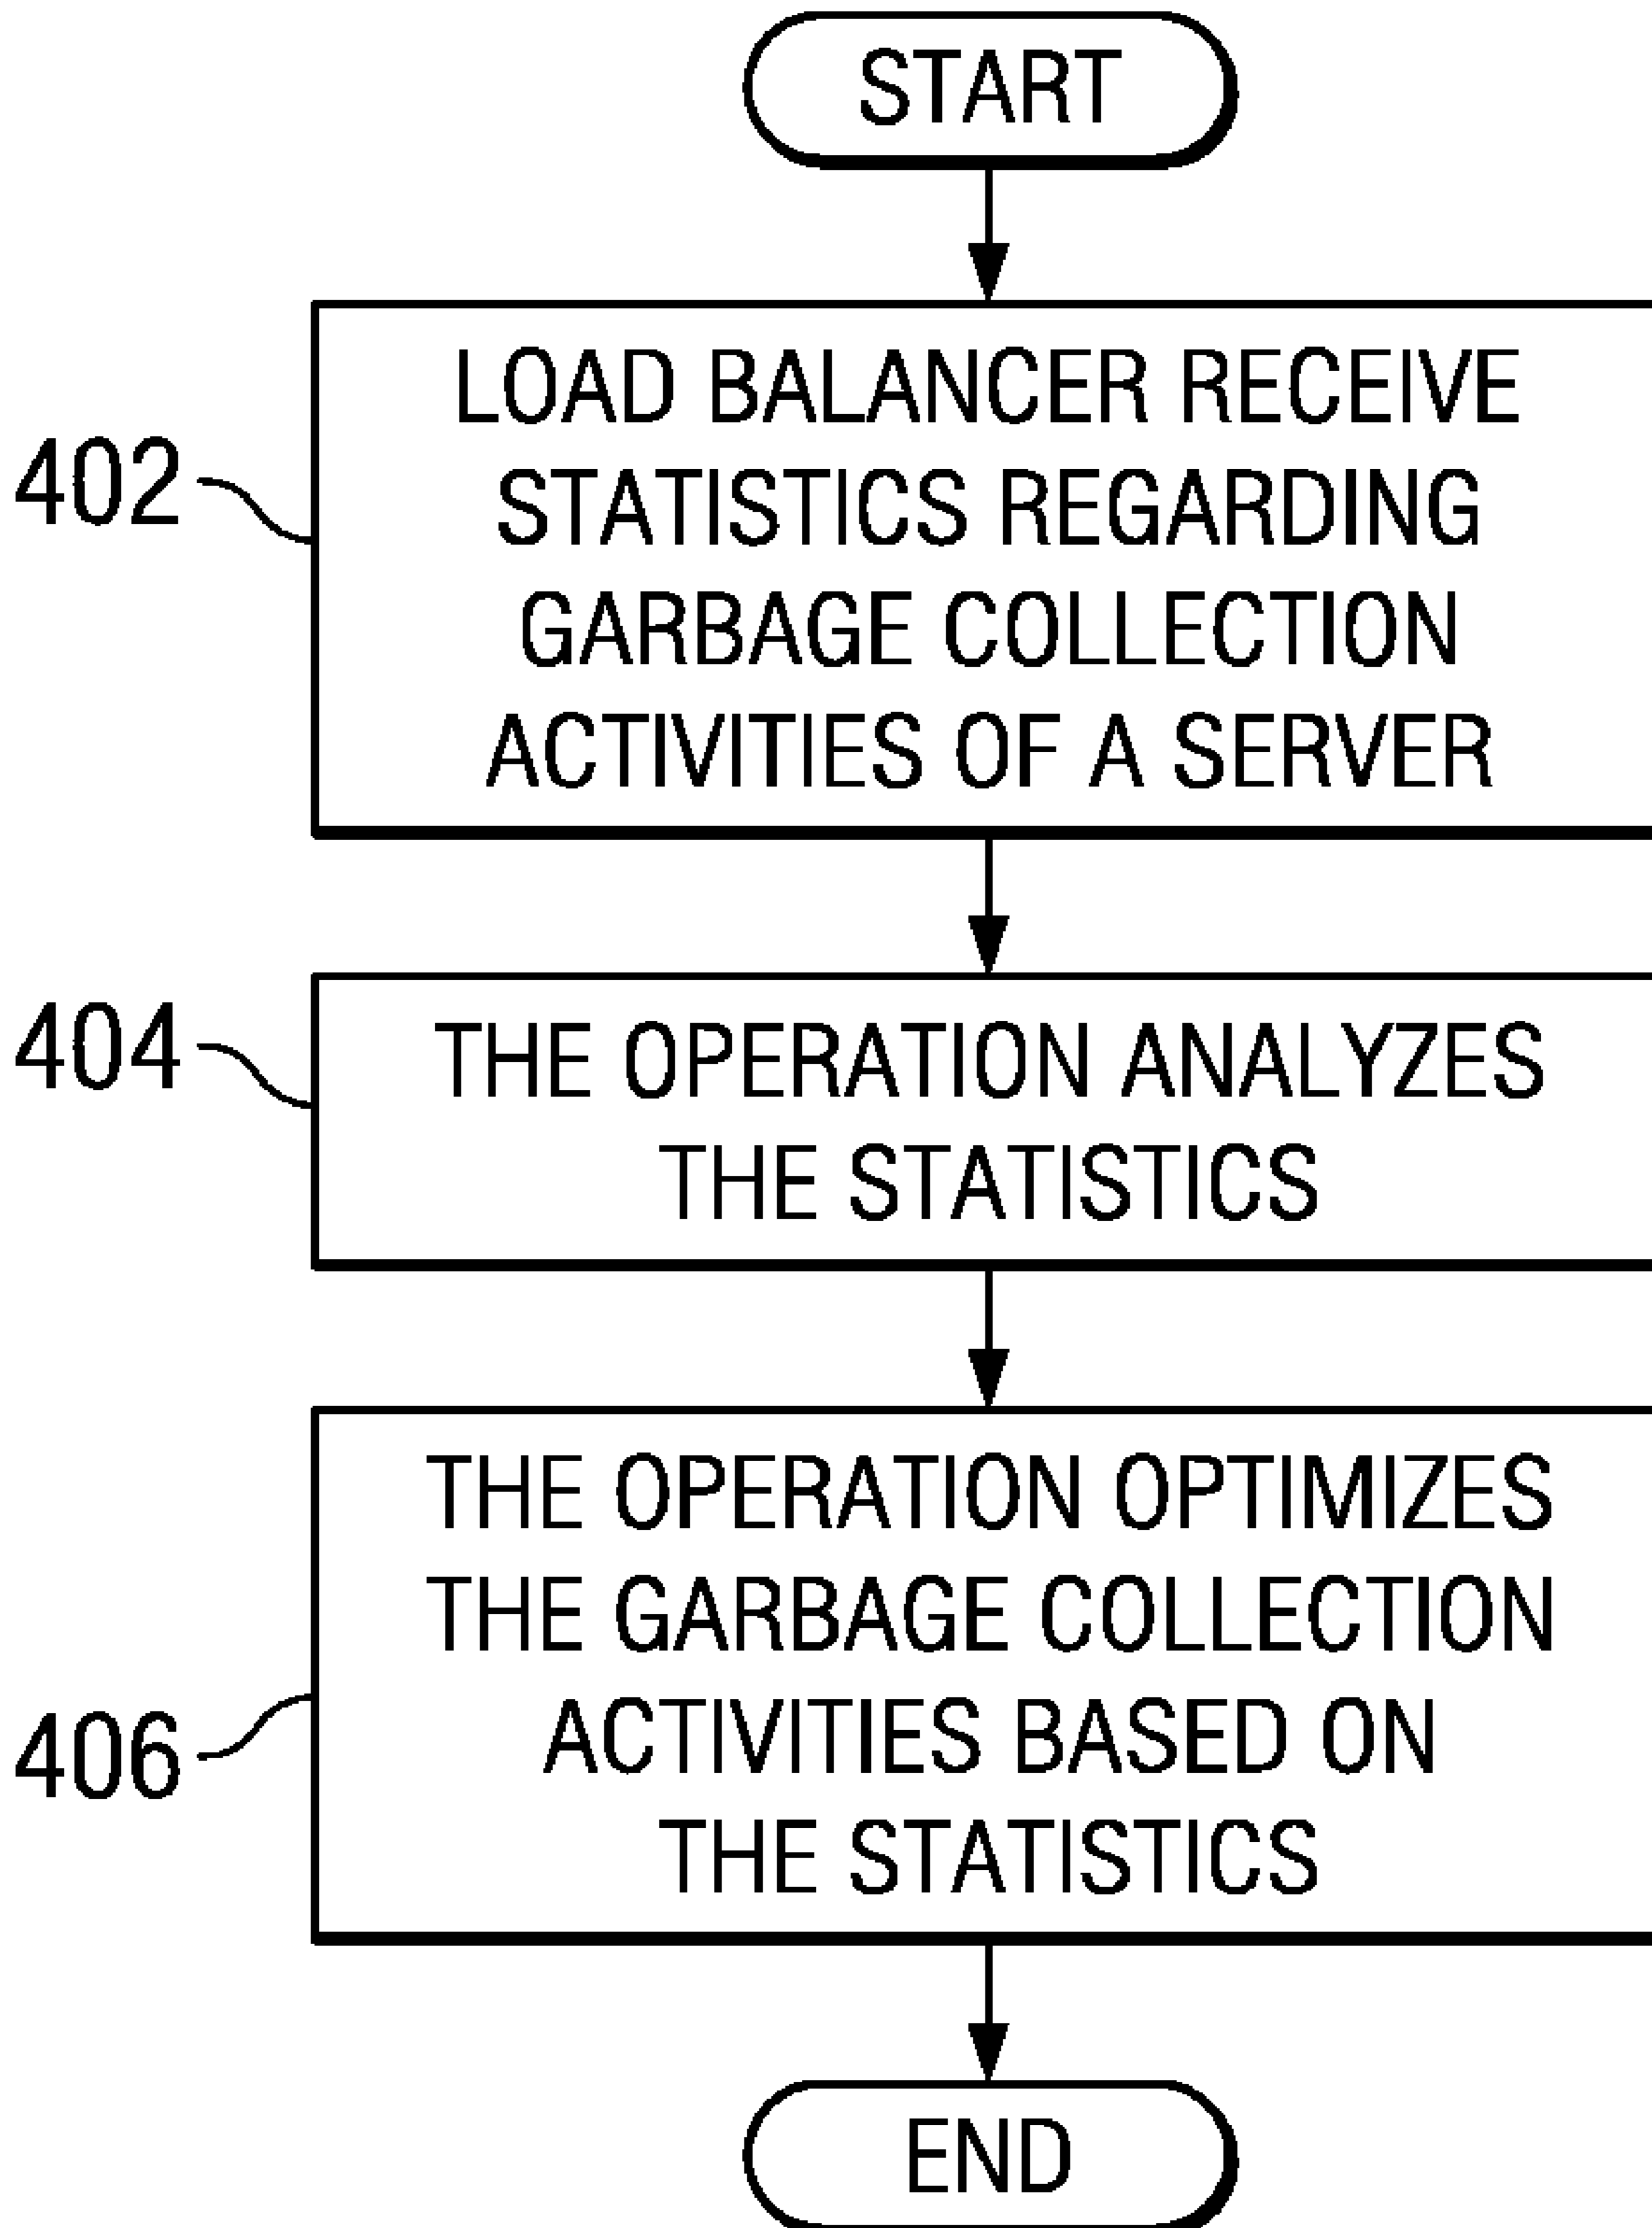 START
LOAD BALANCER RECEIVE
STATISTICS REGARDING
GARBAGE COLLECTION
ACTIVITIES OF A SERVER
402
404
THE OPERATION ANALYZES
THE STATISTICS
THE OPERATION OPTIMIZES
THE GARBAGE COLLECTION
ACTIVITIES BASED ON
THE STATISTICS
406
END